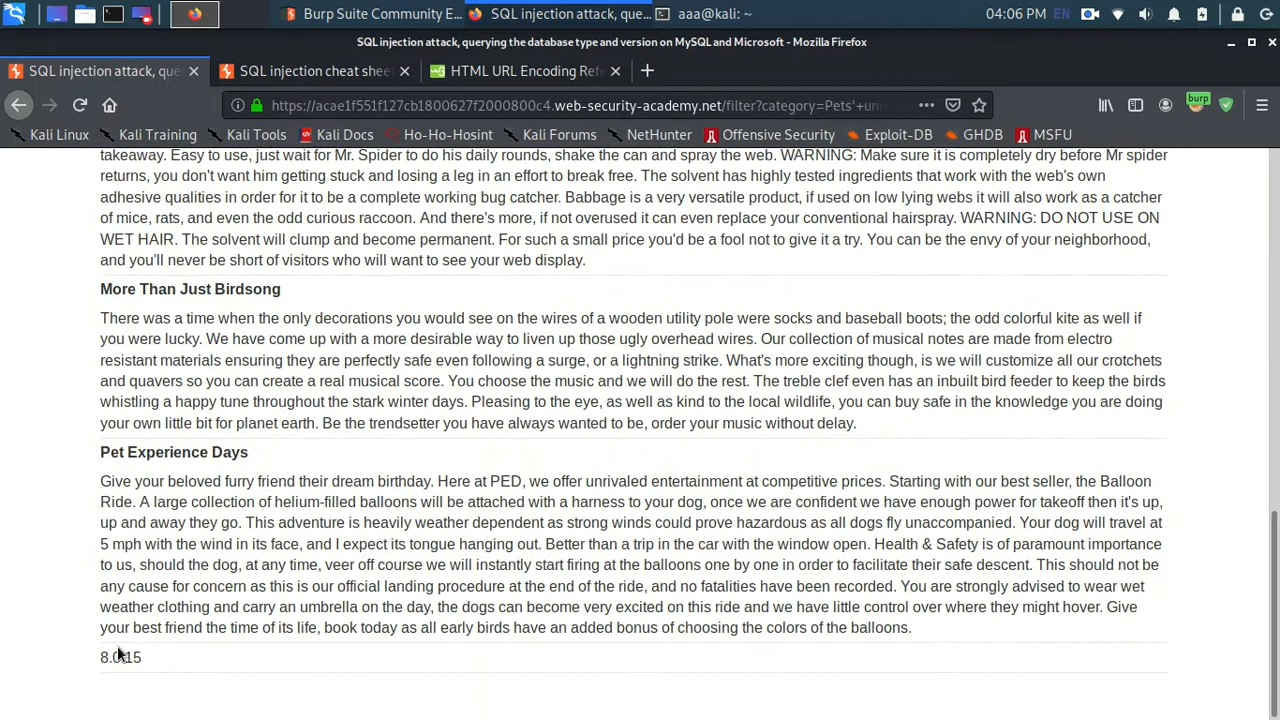 Burp Suite Community E...
SQL injection attack, que...
aaa@kali: ~
04:06 PM EN
SQL injection attack, querying the database type and version on MySQL and Microsoft - Mozilla Firefox
SQL injection attack, que
SQL injection cheat shee
HTML URL Encoding Ref
https://acae1f551f127cb1800627f2000800c4.web-security-academy.net/filter?category=Pets'+un
burp
Kali Linux Kali Training Kali Tools Kali Docs Ho-Ho-Hosint Kali Forums NetHunter Offensive Security Exploit-DB GHDB MSFU
takeaway. Easy to use, just wait for Mr. Spider to do his daily rounds, shake the can and spray the web. WARNING: Make sure it is completely dry before Mr spider
returns, you don't want him getting stuck and losing a leg in an effort to break free. The solvent has highly tested ingredients that work with the web's own
adhesive qualities in order for it to be a complete working bug catcher. Babbage is a very versatile product, if used on low lying webs it will also work as a catcher
of mice, rats, and even the odd curious raccoon. And there's more, if not overused it can even replace your conventional hairspray. WARNING: DO NOT USE ON
WET HAIR. The solvent will clump and become permanent. For such a small price you'd be a fool not to give it a try. You can be the envy of your neighborhood,
and you'll never be short of visitors who will want to see your web display.
More Than Just Birdsong
There was a time when the only decorations you would see on the wires of a wooden utility pole were socks and baseball boots; the odd colorful kite as well if
you were lucky. We have come up with a more desirable way to liven up those ugly overhead wires. Our collection of musical notes are made from electro
resistant materials ensuring they are perfectly safe even following a surge, or a lightning strike. What's more exciting though, is we will customize all our crotchets
and quavers so you can create a real musical score. You choose the music and we will do the rest. The treble clef even has an inbuilt bird feeder to keep the birds
whistling a happy tune throughout the stark winter days. Pleasing to the eye, as well as kind to the local wildlife, you can buy safe in the knowledge you are doing
your own little bit for planet earth. Be the trendsetter you have always wanted to be, order your music without delay.
Pet Experience Days
Give your beloved furry friend their dream birthday. Here at PED, we offer unrivaled entertainment at competitive prices. Starting with our best seller, the Balloon
Ride. A large collection of helium-filled balloons will be attached with a harness to your dog, once we are confident we have enough power for takeoff then it's up,
up and away they go. This adventure is heavily weather dependent as strong winds could prove hazardous as all dogs fly unaccompanied. Your dog will travel at
5 mph with the wind in its face, and I expect its tongue hanging out. Better than a trip in the car with the window open. Health & Safety is of paramount importance
to us, should the dog, at any time, veer off course we will instantly start firing at the balloons one by one in order to facilitate their safe descent. This should not be
any cause for concern as this is our official landing procedure at the end of the ride, and no fatalities have been recorded. You are strongly advised to wear wet
weather clothing and carry an umbrella on the day, the dogs can become very excited on this ride and we have little control over where they might hover. Give
your best friend the time of its life, book today as all early birds have an added bonus of choosing the colors of the balloons.
8.0.15